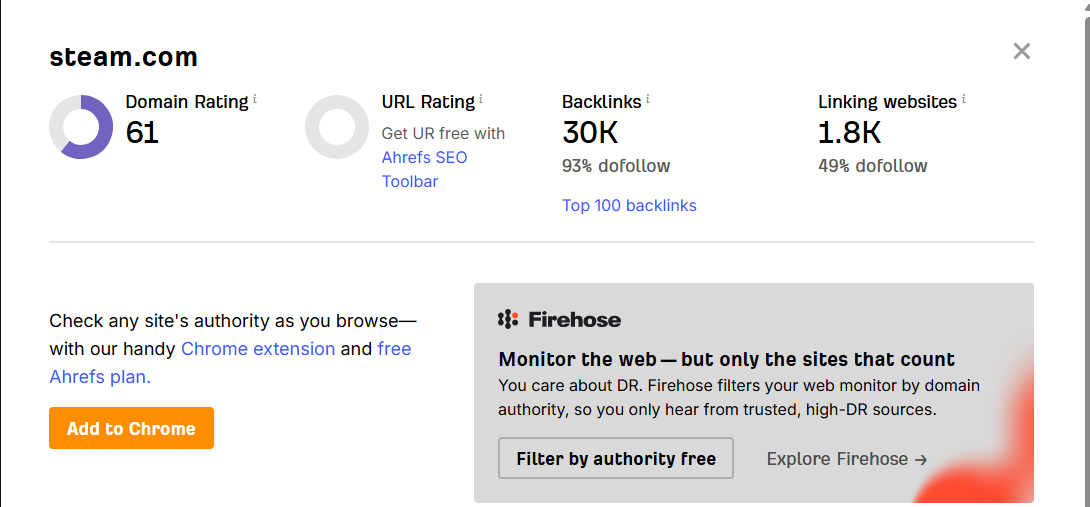 steam.com
Domain Rating i
61
URL Rating i
Get UR free with
Ahrefs SEO
Toolbar
Backlinks i
30K
93% dofollow
Top 100 backlinks
Linking websites i
1.8K
49% dofollow
Check any site's authority as you browse—
with our handy Chrome extension and free
Ahrefs plan.
Add to Chrome
Firehose
Monitor the web — but only the sites that count
You care about DR. Firehose filters your web monitor by domain
authority, so you only hear from trusted, high-DR sources.
Filter by authority free
Explore Firehose →